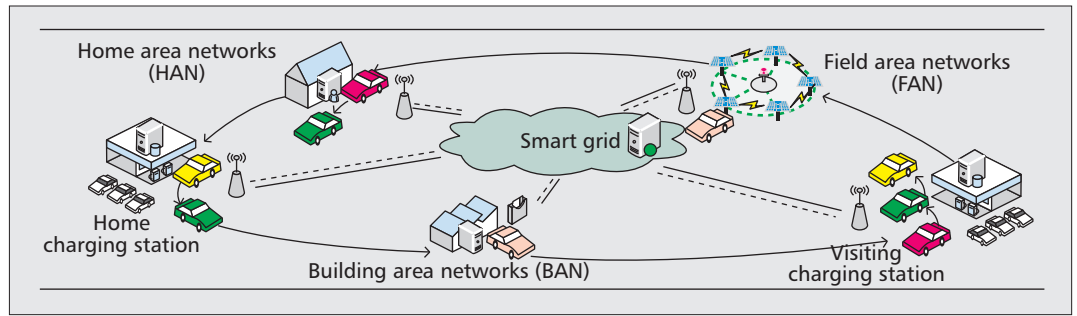 Home area networks
(HAN)
Field area networks
(FAN)
Smart grid
Home
charging station
Building area networks (BAN)
Visiting
charging station